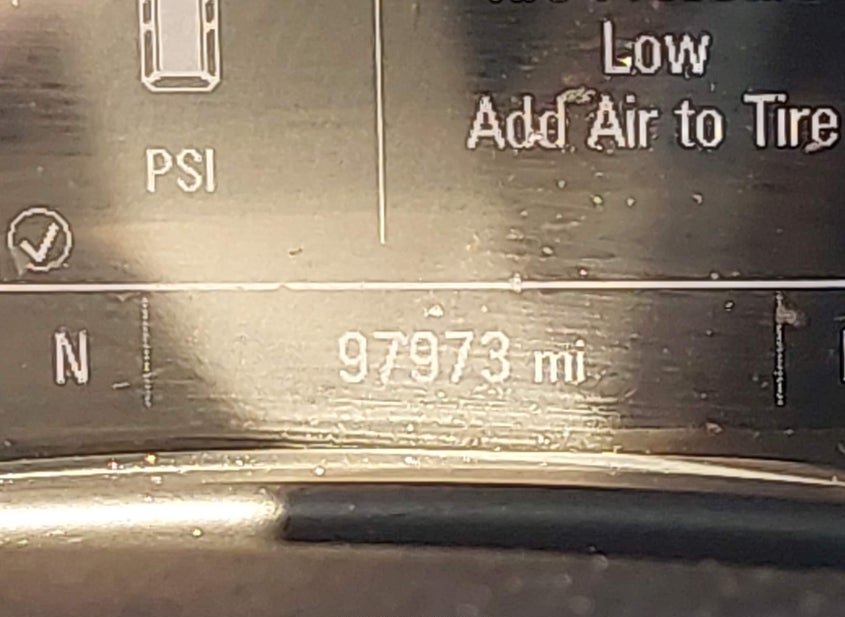 Low
Add Air to Tire
PSI
N 97973 mi